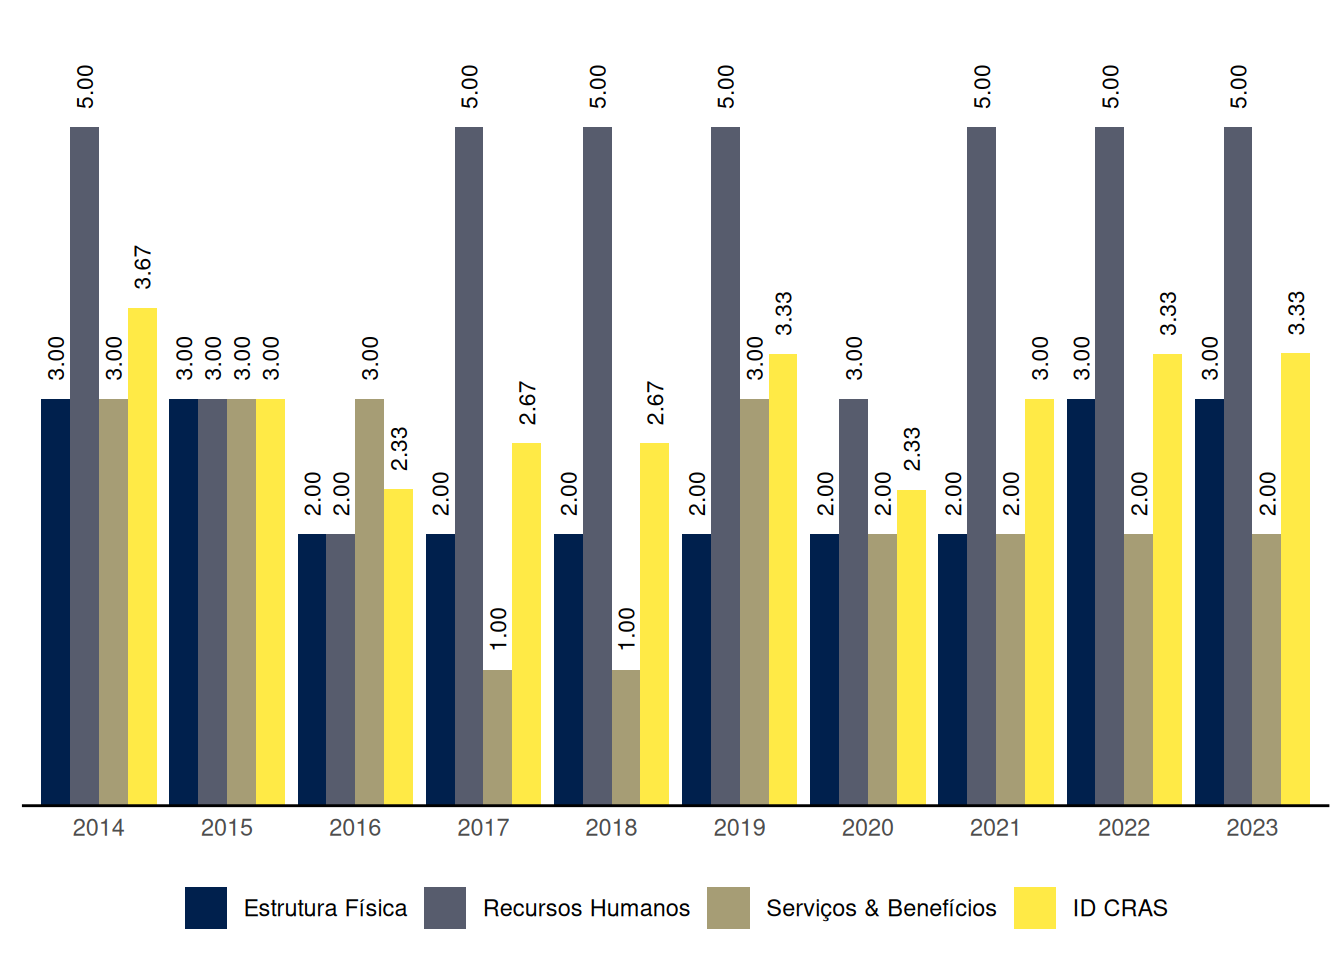 5.00 5.00 5.00 5.00 5.00 5.00 5.00
3.67
3.33 3.33 3.33
3.00 3.00 3.00 3.00 3.00 3.00 3.00 3.00 3.00 3.00 3.00 3.00
2.67 2.67
2.33 2.33
2.00 2.00 2.00 2.00 2.00 2.00 2.00 2.00 2.00 2.00 2.00
1.00 1.00
2014 2015 2016 2017 2018 2019 2020 2021 2022 2023
Estrutura Física Recursos Humanos Serviços & Benefícios ID CRAS